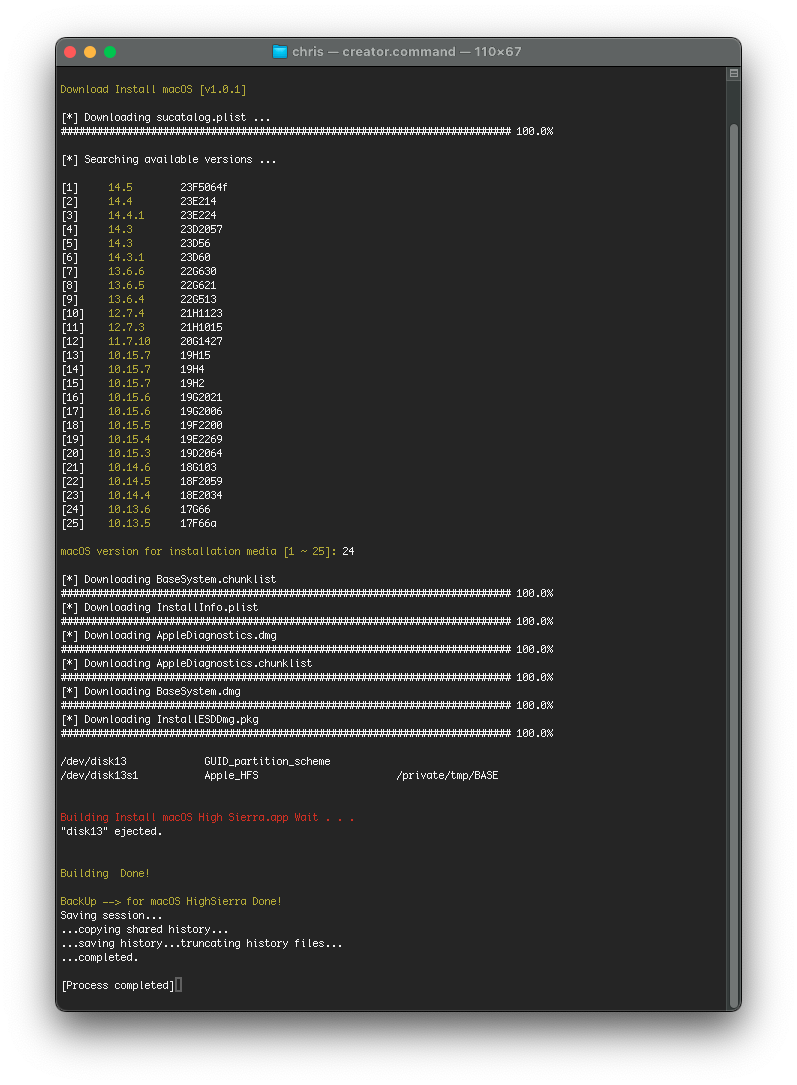 chris — creator.command — 110×67
Download Install macOS [v1.0.1]
[*] Downloading sucatalog.plist ...
########################################################################### 100.0%
[*] Searching available versions ...
[1] 14.5 23F5064f
[2] 14.4 23E214
[3] 14.4.1 23E224
[4] 14.3 23D2057
[5] 14.3 23D56
[6] 14.3.1 23D60
[7] 13.6.6 22G630
[8] 13.6.5 22G621
[9] 13.6.4 22G513
[10] 12.7.4 21H1123
[11] 12.7.3 21H1015
[12] 11.7.10 20G1427
[13] 10.15.7 19H15
[14] 10.15.7 19H4
[15] 10.15.7 19H2
[16] 10.15.6 19G2021
[17] 10.15.6 19G2006
[18] 10.15.5 19F2200
[19] 10.15.4 19E2269
[20] 10.15.3 19D2064
[21] 10.14.6 18G103
[22] 10.14.5 18F2059
[23] 10.14.4 18E2034
[24] 10.13.6 17G66
[25] 10.13.5 17F66a
macOS version for installation media [1 ~ 25]: 24
[*] Downloading BaseSystem.chunklist
########################################################################### 100.0%
[*] Downloading InstallInfo.plist
########################################################################### 100.0%
[*] Downloading AppleDiagnostics.dmg
########################################################################### 100.0%
[*] Downloading AppleDiagnostics.chunklist
########################################################################### 100.0%
[*] Downloading BaseSystem.dmg
########################################################################### 100.0%
[*] Downloading InstallESDDmg.pkg
########################################################################### 100.0%
/dev/disk13 GUID_partition_scheme
/dev/disk13s1 Apple_HFS /private/tmp/BASE
Building Install macOS High Sierra.app Wait . . .
"disk13" ejected.
Building  Done!
BackUp --> for macOS HighSierra Done!
Saving session...
...copying shared history...
...saving history...truncating history files...
...completed.
[Process completed]